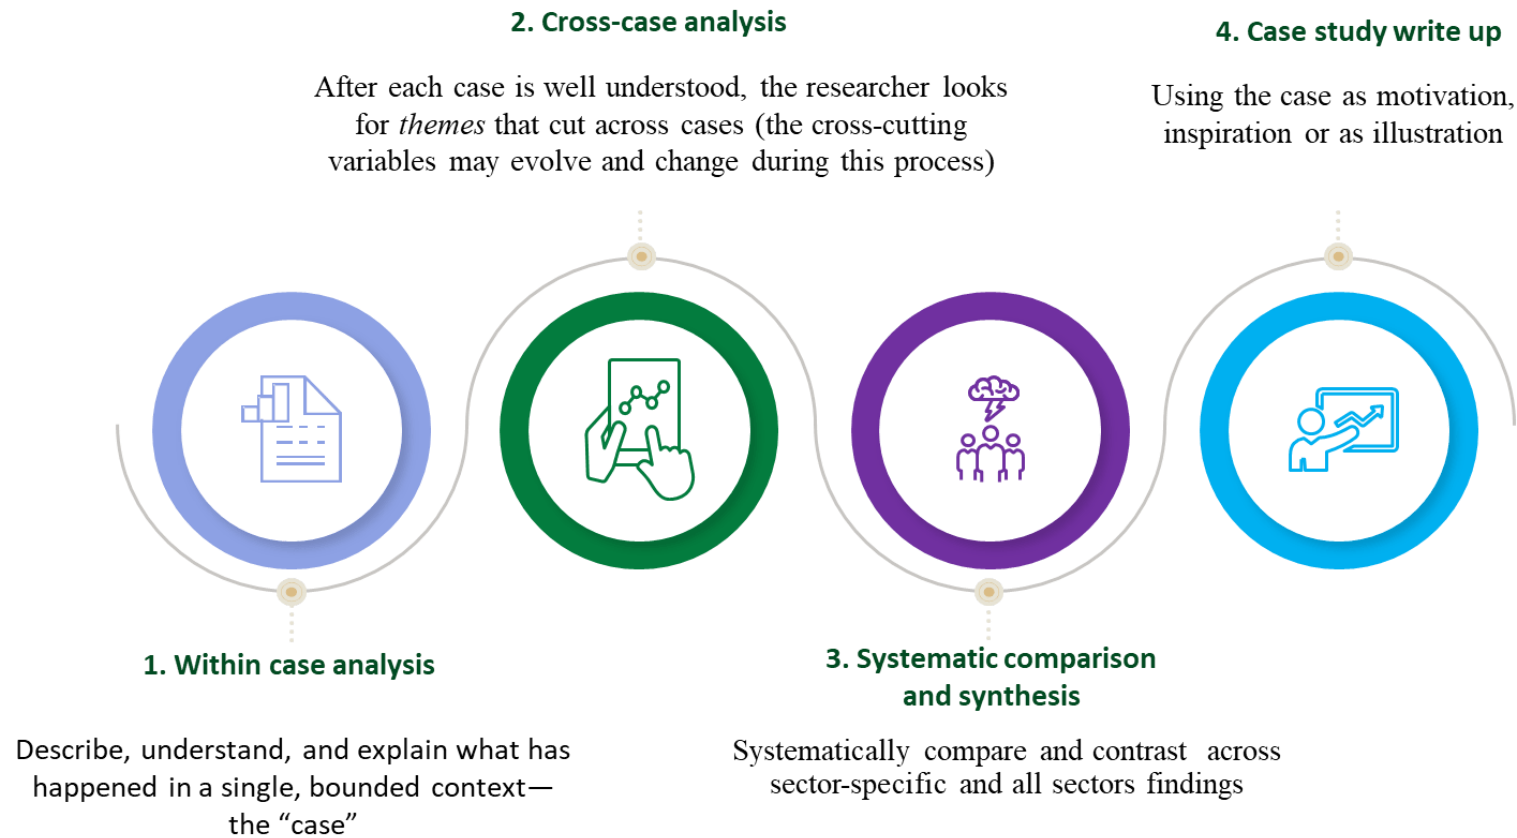 1. Within case analysis
Describe, understand, and explain what has
happened in a single, bounded context—
the “case”
2. Cross-case analysis
After each case is well understood, the researcher looks
for themes that cut across cases (the cross-cutting
variables may evolve and change during this process)
3. Systematic comparison
and synthesis
Systematically compare and contrast across
sector-specific and all sectors findings
4. Case study write up
Using the case as motivation,
inspiration or as illustration